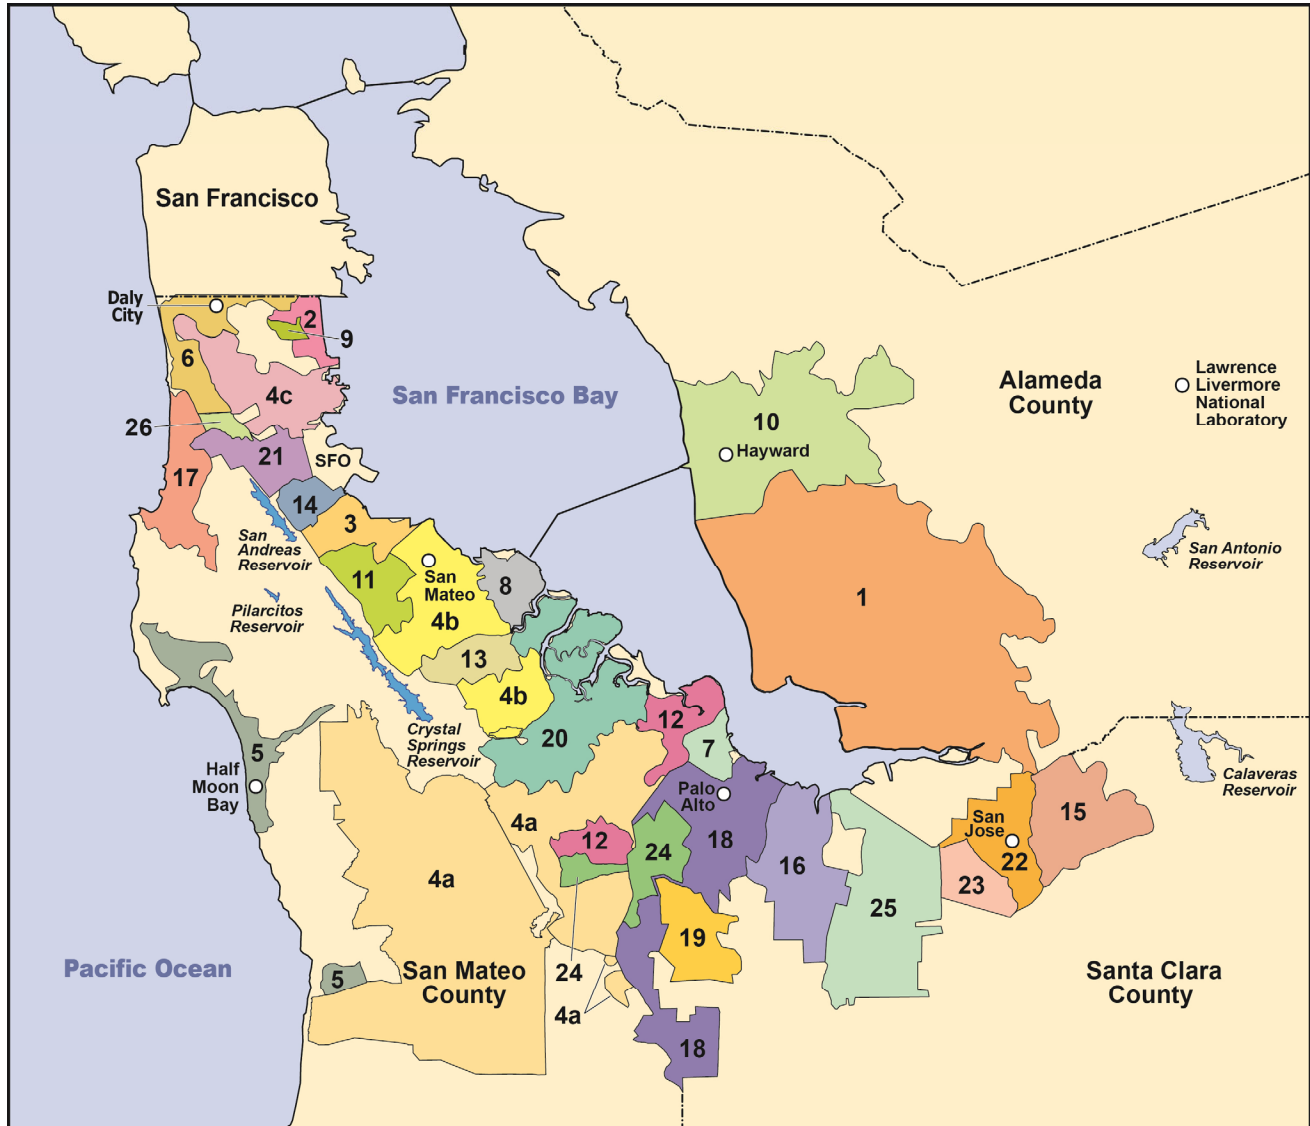 San Francisco
Daly
City
2
9
6
4c
San Francisco Bay
Alameda
County
Lawrence
Livermore
National
Laboratory
10
Hayward
26
21
SFO
17
14
3
San
Andreas
Reservoir
San Antonio
Reservoir
11
San
Mateo
8
1
Pilarcitos
Reservoir
4b
13
4b
12
20
7
Crystal
Springs
Reservoir
5
Half
Moon
Bay
Palo
Alto
Calaveras
Reservoir
4a
12
24
18
San
Jose
15
22
16
23
4a
25
19
Pacific Ocean
5
San Mateo
County
24
Santa Clara
County
4a
18